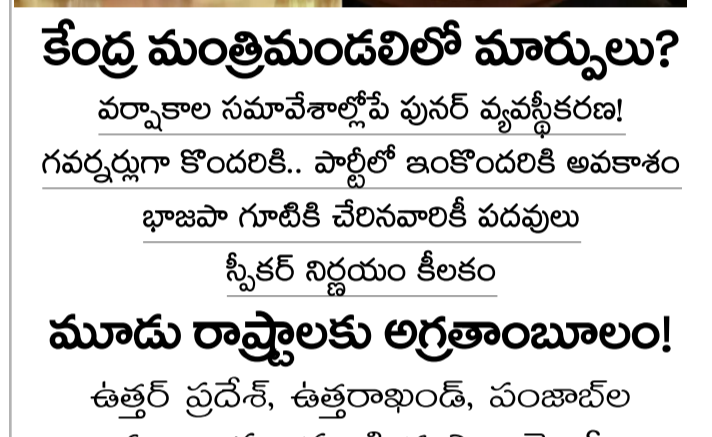 కేంద్ర మంత్రిమండలిలో మార్పులు?
వర్షాకాల సమావేశాల్లోపే పునర్ వ్యవస్థీకరణ!
గవర్నర్లుగా కొందరికి.. పార్టీలో ఇంకొందరికి అవకాశం
భాజపా గూటికి చేరినవారికీ పదవులు
స్పీకర్ నిర్ణయం కీలకం
మూడు రాష్ట్రాలకు అగ్రతాంబూలం!
ఉత్తర్ ప్రదేశ్, ఉత్తరాఖండ్, పంజాబ్‌ల